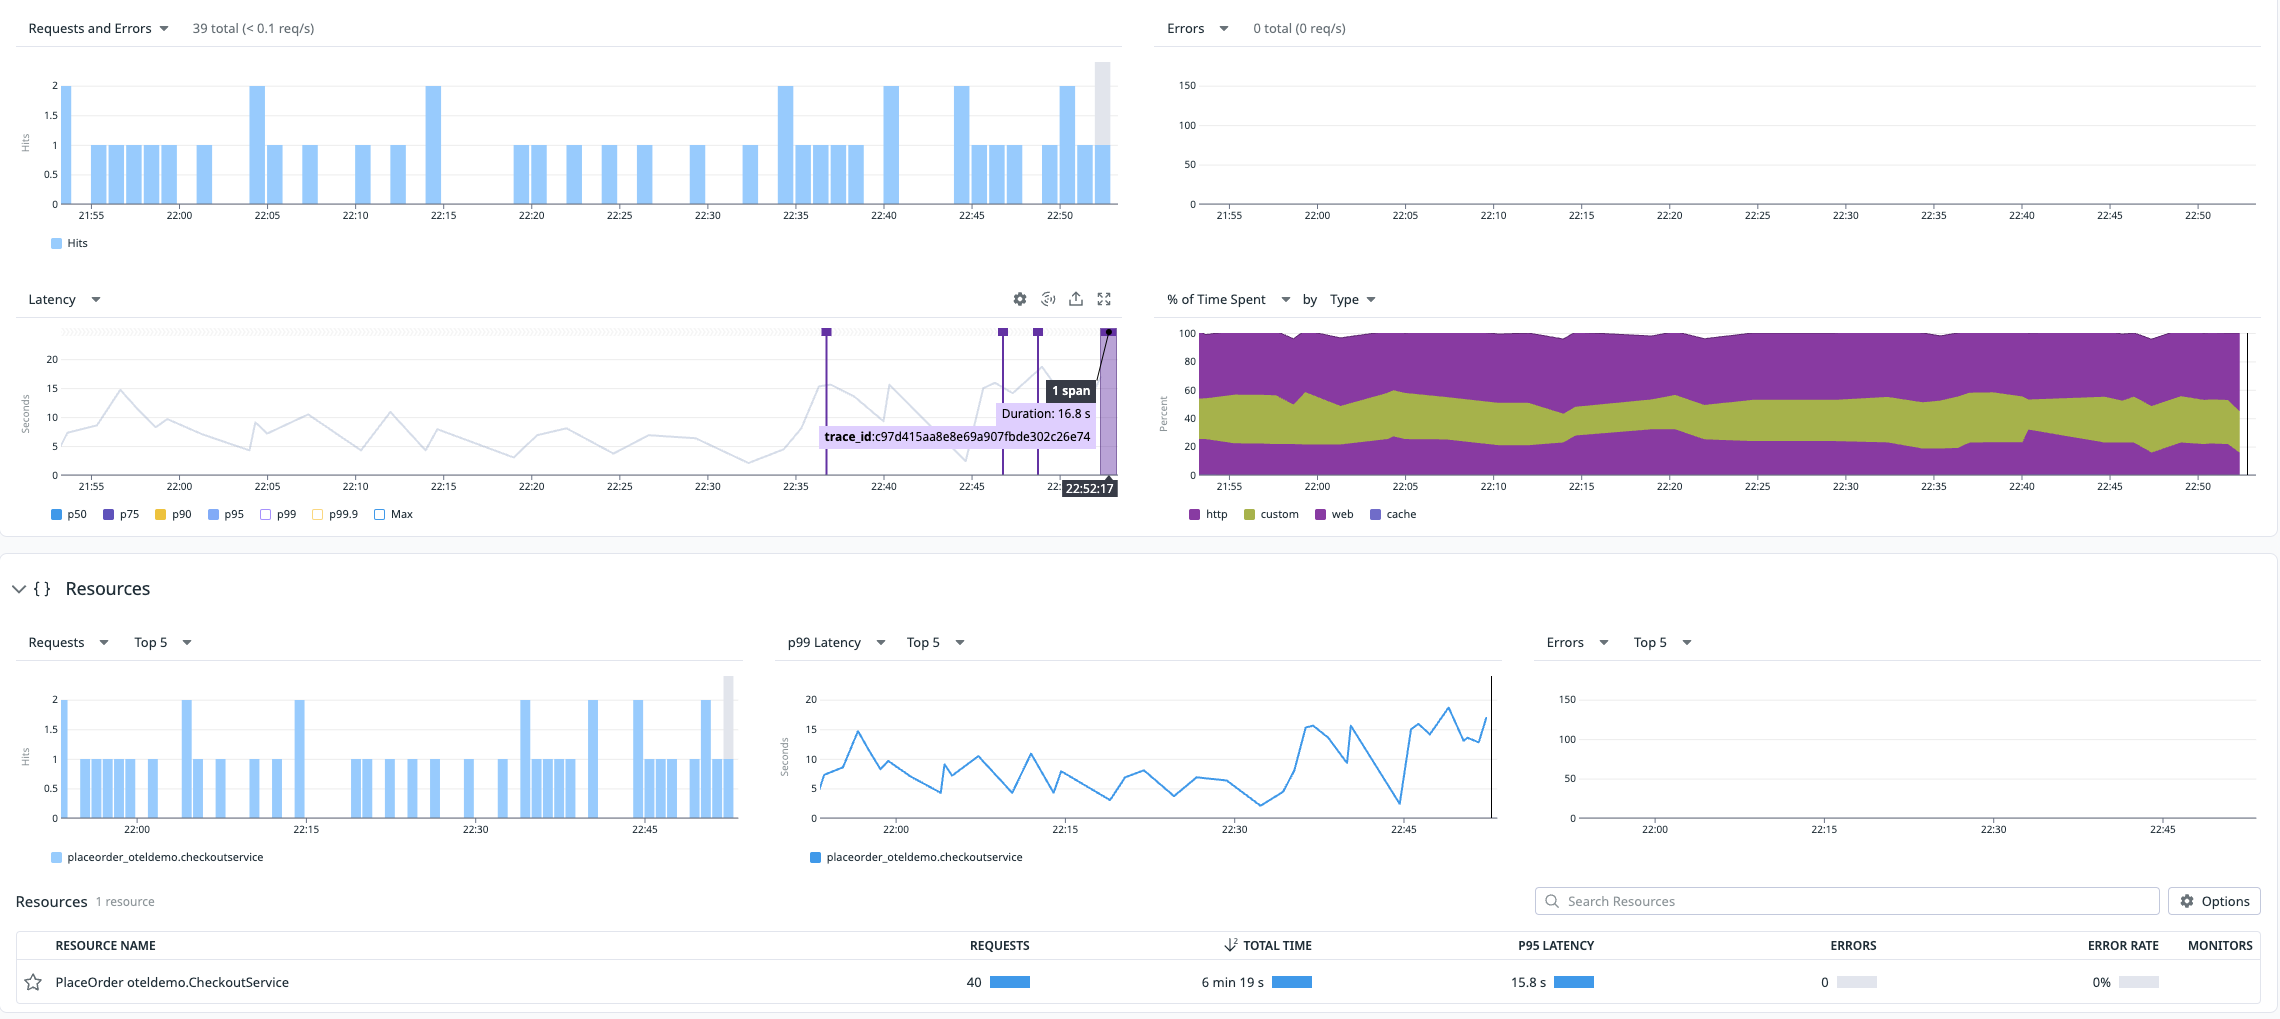 Requests and Errors 39 total (< 0.1 req/s)
Errors 0 total (0 req/s)
Hits
2
1.5
1
0.5
0
21:55 22:00 22:05 22:10 22:15 22:20 22:25 22:30 22:35 22:40 22:45 22:50
Hits
150
100
50
0
21:55 22:00 22:05 22:10 22:15 22:20 22:25 22:30 22:35 22:40 22:45 22:50
Latency
Seconds
20
15
10
5
0
1 span
Duration: 16.8 s
trace_id:c97d415aa8e8e69a907fbde302c26e74
21:55 22:00 22:05 22:10 22:15 22:20 22:25 22:30 22:35 22:40 22:45 22:52:17
p50 p75 p90 p95 p99 p99.9 Max
% of Time Spent by Type
Percent
100
80
60
40
20
0
21:55 22:00 22:05 22:10 22:15 22:20 22:25 22:30 22:35 22:40 22:45 22:50
http custom web cache
{ } Resources
Requests Top 5
Hits
2
1.5
1
0.5
0
22:00 22:15 22:30 22:45
placeorder_oteldemo.checkoutservice
p99 Latency Top 5
Seconds
20
15
10
5
0
22:00 22:15 22:30 22:45
placeorder_oteldemo.checkoutservice
Errors Top 5
150
100
50
0
22:00 22:15 22:30 22:45
Resources 1 resource
Search Resources
Options
RESOURCE NAME REQUESTS TOTAL TIME P95 LATENCY ERRORS ERROR RATE MONITORS
PlaceOrder oteldemo.CheckoutService 40 6 min 19 s 15.8 s 0 0%